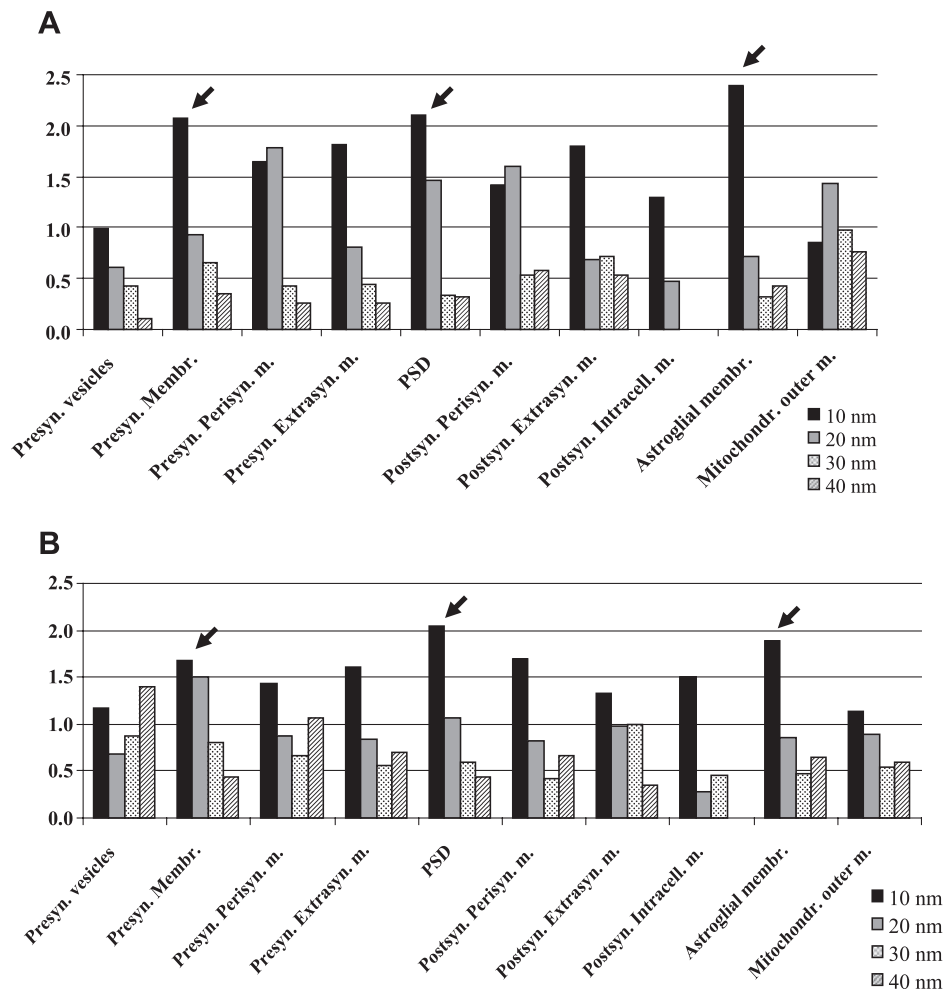 A
2.5
2.0
1.5
1.0
0.5
0.0
Presyn. vesicles
Presyn. Membr.
Presyn. Perisyn. m.
Presyn. Extrasyn. m.
PSD
Postsyn. Perisyn. m.
Postsyn. Extrasyn. m.
Postsyn. Intracell. m.
Astroglial membr.
Mitochondr. outer m.
10 nm
20 nm
30 nm
40 nm
B
2.5
2.0
1.5
1.0
0.5
0.0
Presyn. vesicles
Presyn. Membr.
Presyn. Perisyn. m.
Presyn. Extrasyn. m.
PSD
Postsyn. Perisyn. m.
Postsyn. Extrasyn. m.
Postsyn. Intracell. m.
Astroglial membr.
Mitochondr. outer m.
10 nm
20 nm
30 nm
40 nm